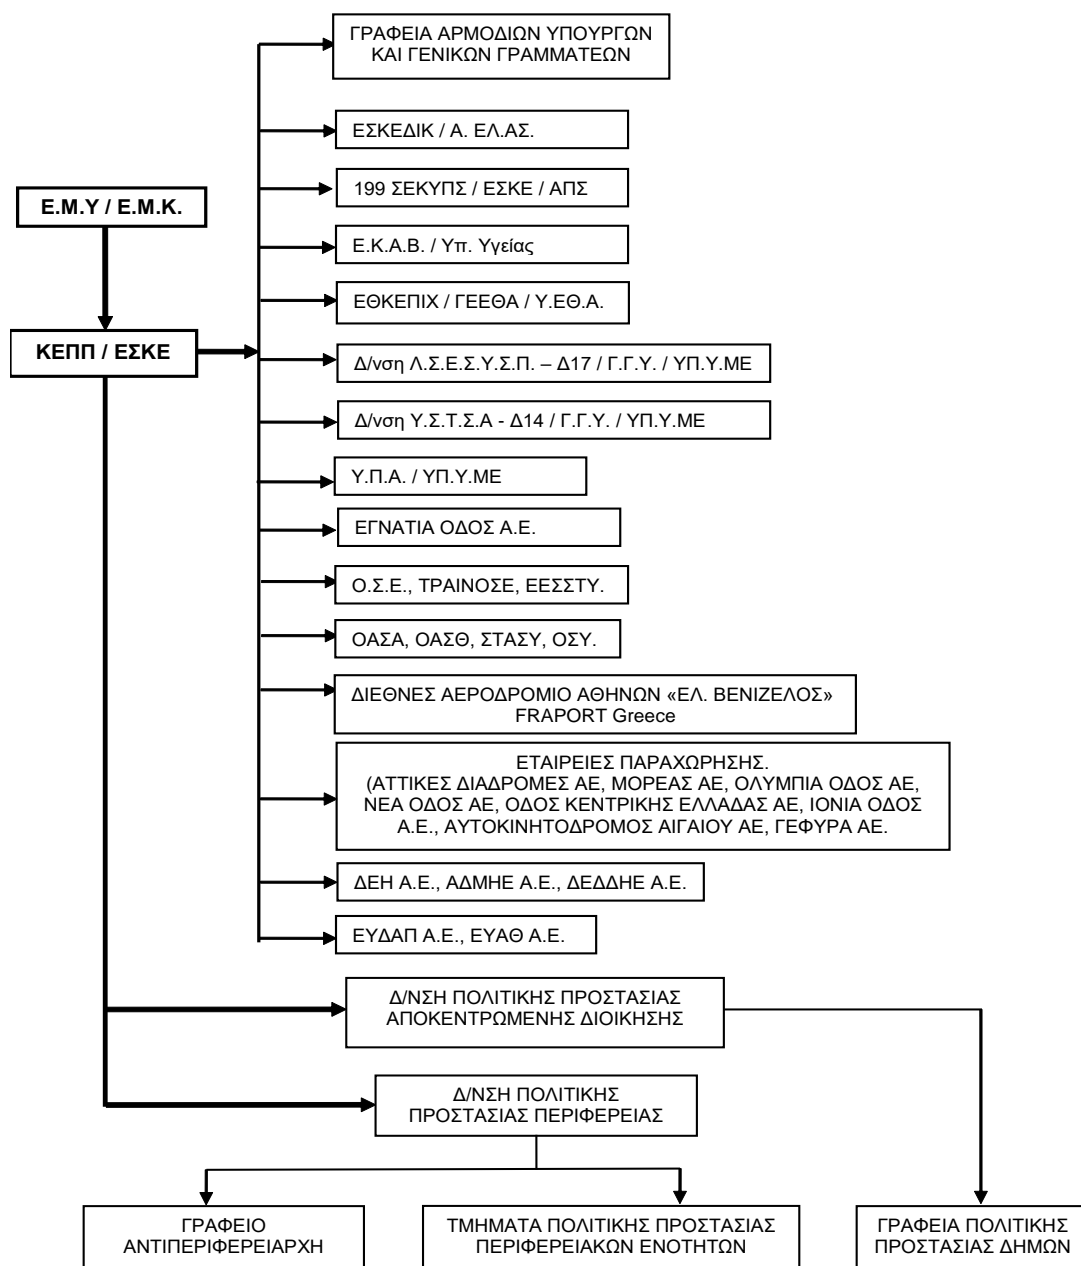 ΓΡΑΦΕΙΑ ΑΡΜΟΔΙΩΝ ΥΠΟΥΡΓΩΝ
ΚΑΙ ΓΕΝΙΚΩΝ ΓΡΑΜΜΑΤΕΩΝ
ΕΣΚΕΔΙΚ / Α. ΕΛ.ΑΣ.
199 ΣΕΚΥΠΣ / ΕΣΚΕ / ΑΠΣ
Ε.Μ.Υ / Ε.Μ.Κ.
Ε.Κ.Α.Β. / Υπ. Υγείας
ΕΘΚΕΠΙΧ / ΓΕΕΘΑ / Υ.ΕΘ.Α.
ΚΕΠΠ / ΕΣΚΕ
Δ/νση Λ.Σ.Ε.Σ.Υ.Σ.Π. – Δ17 / Γ.Γ.Υ. / ΥΠ.Υ.ΜΕ
Δ/νση Υ.Σ.Τ.Σ.Α - Δ14 / Γ.Γ.Υ. / ΥΠ.Υ.ΜΕ
Υ.Π.Α. / ΥΠ.Υ.ΜΕ
ΕΓΝΑΤΙΑ ΟΔΟΣ Α.Ε.
Ο.Σ.Ε., ΤΡΑΙΝΟΣΕ, ΕΕΣΣΤΥ.
ΟΑΣΑ, ΟΑΣΘ, ΣΤΑΣΥ, ΟΣΥ.
ΔΙΕΘΝΕΣ ΑΕΡΟΔΡΟΜΙΟ ΑΘΗΝΩΝ «ΕΛ. ΒΕΝΙΖΕΛΟΣ»
FRAPORT Greece
ΕΤΑΙΡΕΙΕΣ ΠΑΡΑΧΩΡΗΣΗΣ.
(ΑΤΤΙΚΕΣ ΔΙΑΔΡΟΜΕΣ ΑΕ, ΜΟΡΕΑΣ ΑΕ, ΟΛΥΜΠΙΑ ΟΔΟΣ ΑΕ,
ΝΕΑ ΟΔΟΣ ΑΕ, ΟΔΟΣ ΚΕΝΤΡΙΚΗΣ ΕΛΛΑΔΑΣ ΑΕ, ΙΟΝΙΑ ΟΔΟΣ
Α.Ε., ΑΥΤΟΚΙΝΗΤΟΔΡΟΜΟΣ ΑΙΓΑΙΟΥ ΑΕ, ΓΕΦΥΡΑ ΑΕ.
ΔΕΗ Α.Ε., ΑΔΜΗΕ Α.Ε., ΔΕΔΔΗΕ Α.Ε.
ΕΥΔΑΠ Α.Ε., ΕΥΑΘ Α.Ε.
Δ/ΝΣΗ ΠΟΛΙΤΙΚΗΣ ΠΡΟΣΤΑΣΙΑΣ
ΑΠΟΚΕΝΤΡΩΜΕΝΗΣ ΔΙΟΙΚΗΣΗΣ
Δ/ΝΣΗ ΠΟΛΙΤΙΚΗΣ
ΠΡΟΣΤΑΣΙΑΣ ΠΕΡΙΦΕΡΕΙΑΣ
ΓΡΑΦΕΙΟ
ΑΝΤΙΠΕΡΙΦΕΡΕΙΑΡΧΗ
ΤΜΗΜΑΤΑ ΠΟΛΙΤΙΚΗΣ ΠΡΟΣΤΑΣΙΑΣ
ΠΕΡΙΦΕΡΕΙΑΚΩΝ ΕΝΟΤΗΤΩΝ
ΓΡΑΦΕΙΑ ΠΟΛΙΤΙΚΗΣ
ΠΡΟΣΤΑΣΙΑΣ ΔΗΜΩΝ